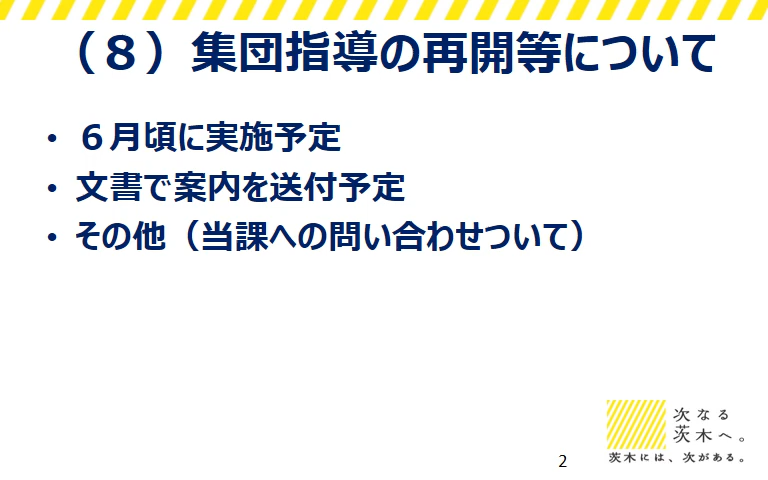 （８）集団指導の再開等について
• ６月頃に実施予定
• 文書で案内を送付予定
• その他（当課への問い合わせついて）
次なる
茨木へ。
茨木には、次がある。
2